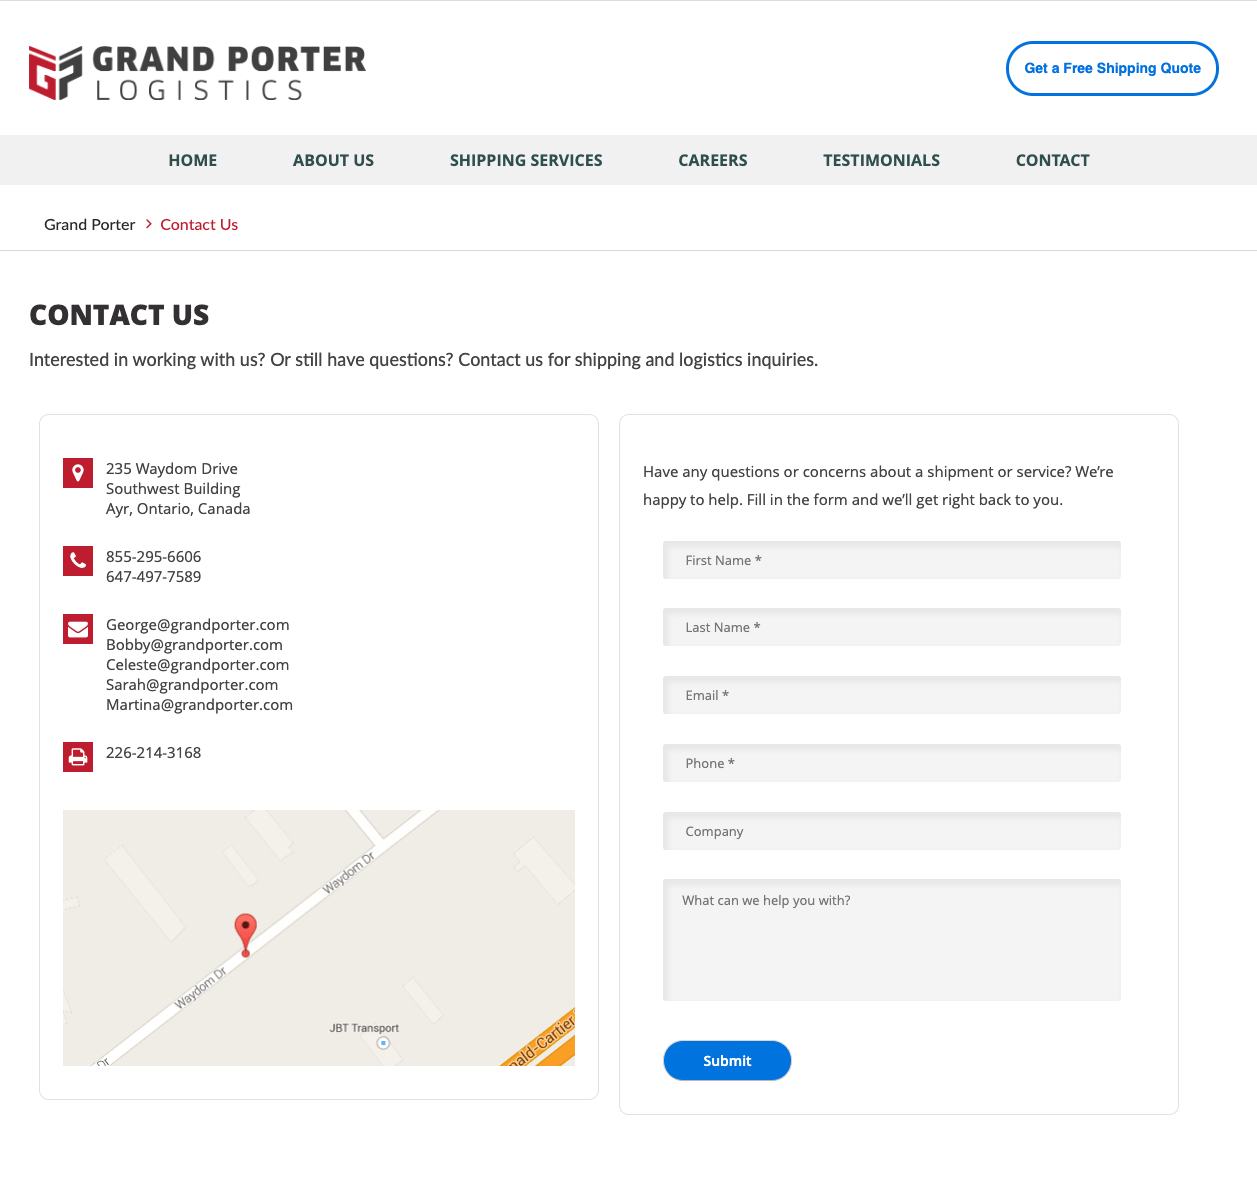 GRAND PORTER
LOGISTICS
Get a Free Shipping Quote
HOME ABOUT US SHIPPING SERVICES CAREERS TESTIMONIALS CONTACT
Grand Porter > Contact Us
CONTACT US
Interested in working with us? Or still have questions? Contact us for shipping and logistics inquiries.
235 Waydom Drive
Southwest Building
Ayr, Ontario, Canada
855-295-6606
647-497-7589
George@grandporter.com
Bobby@grandporter.com
Celeste@grandporter.com
Sarah@grandporter.com
Martina@grandporter.com
226-214-3168
Waydom Dr
Waydom Dr
JBT Transport
Dr
nald-Cartier
Have any questions or concerns about a shipment or service? We’re
happy to help. Fill in the form and we’ll get right back to you.
First Name *
Last Name *
Email *
Phone *
Company
What can we help you with?
Submit